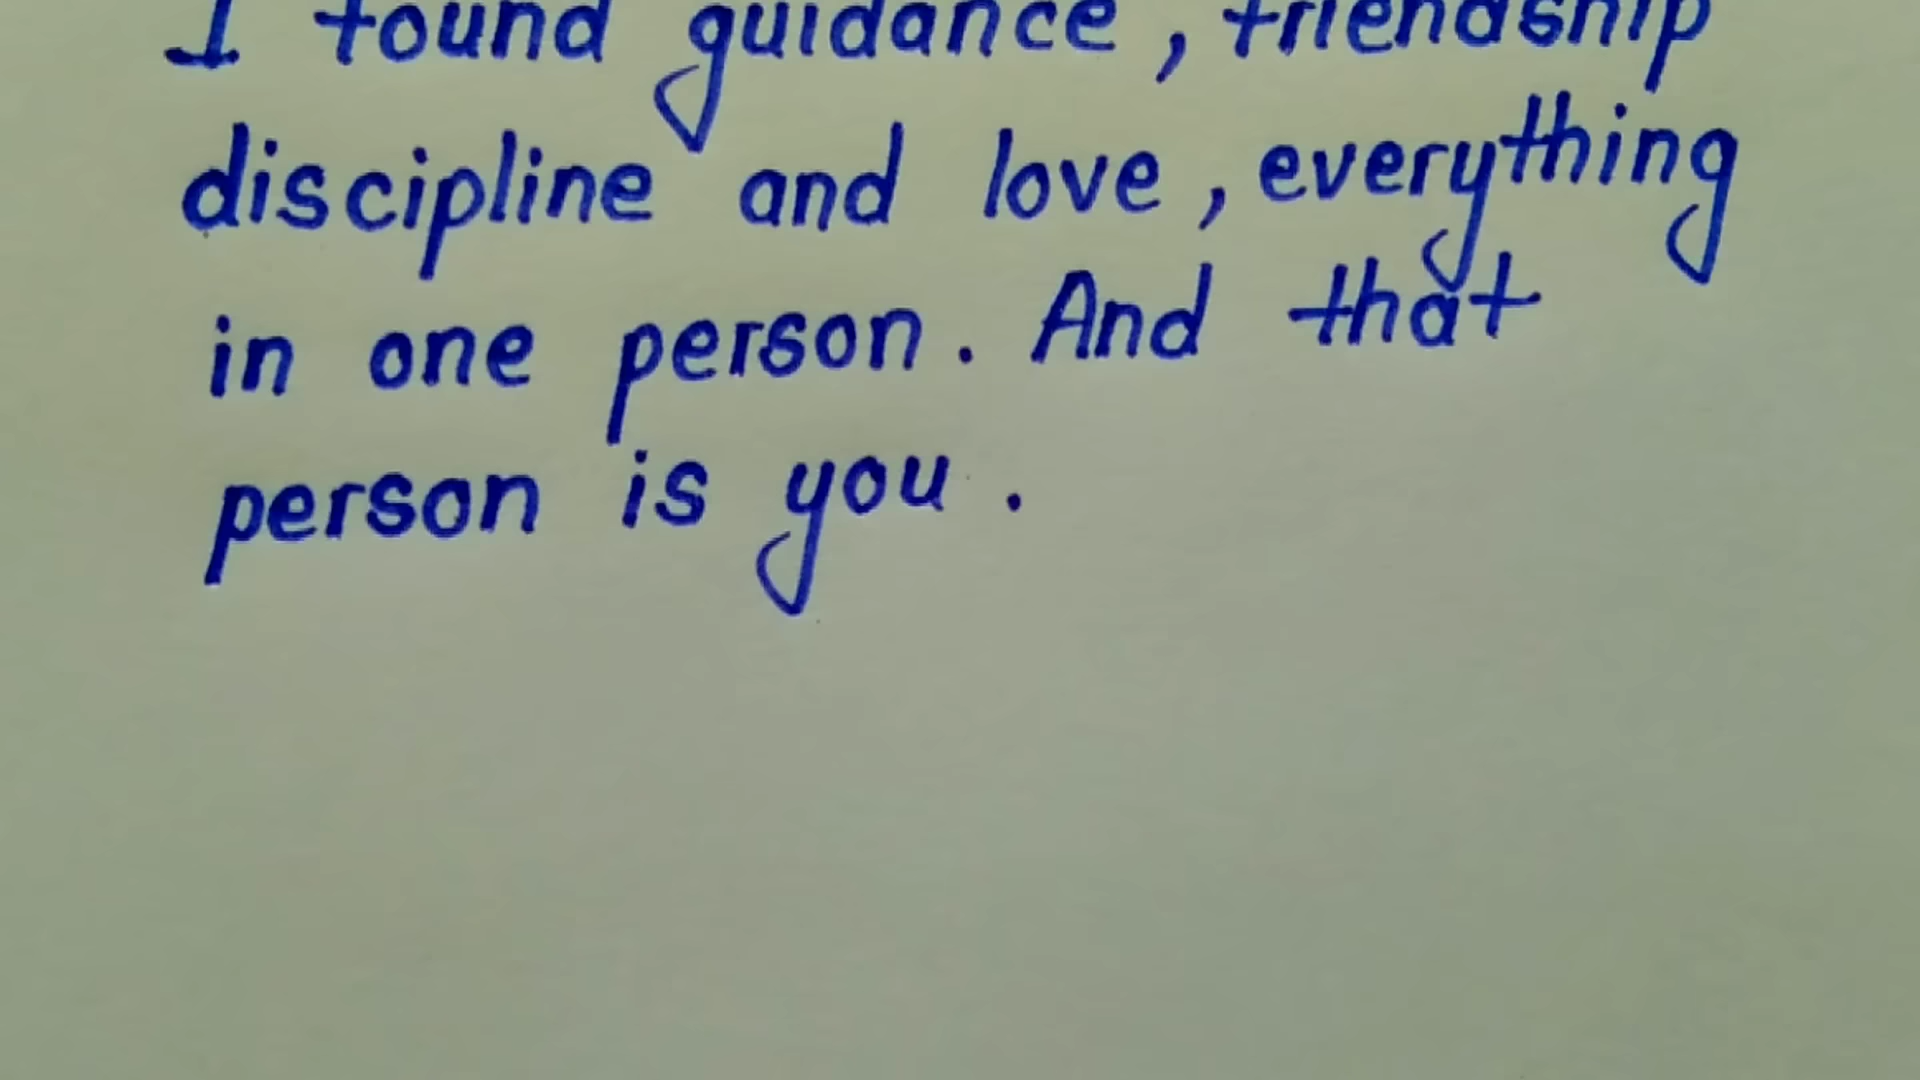 I found guidance, friendship
discipline and love, everything
in one person. And that
person is you.